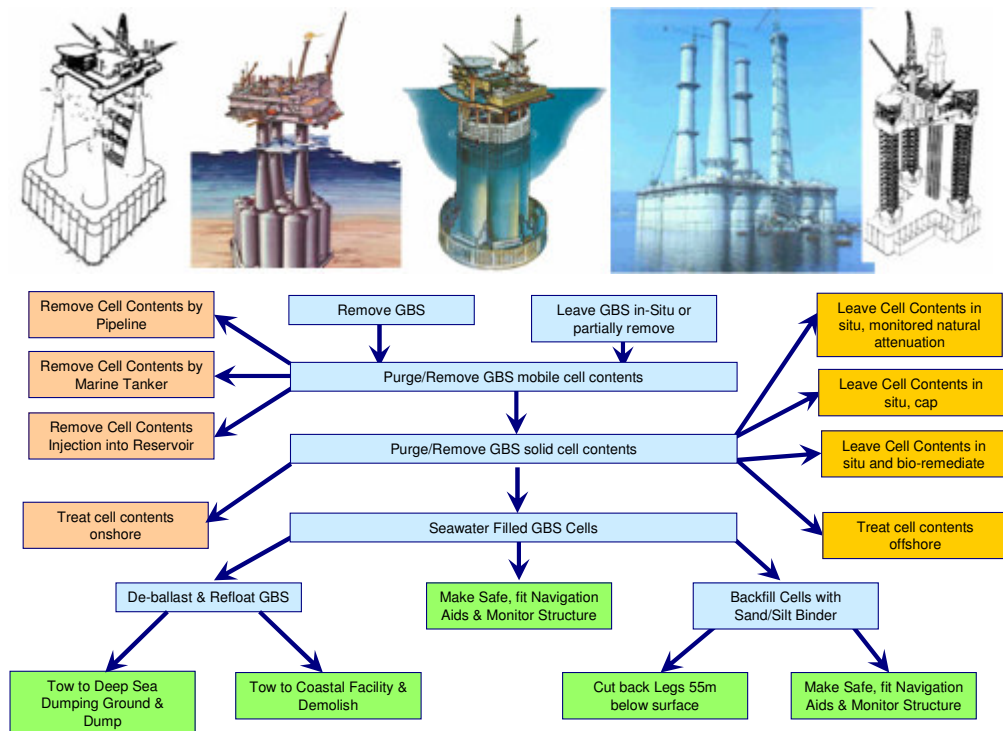 Remove Cell Contents by
Pipeline
Remove GBS
Leave GBS in-Situ or
partially remove
Leave Cell Contents in
situ, monitored natural
attenuation
Remove Cell Contents by
Marine Tanker
Purge/Remove GBS mobile cell contents
Leave Cell Contents in
situ, cap
Remove Cell Contents
Injection into Reservoir
Purge/Remove GBS solid cell contents
Leave Cell Contents in
situ and bio-remediate
Treat cell contents
onshore
Seawater Filled GBS Cells
Treat cell contents
offshore
De-ballast & Refloat GBS
Make Safe, fit Navigation
Aids & Monitor Structure
Backfill Cells with
Sand/Silt Binder
Tow to Deep Sea
Dumping Ground &
Dump
Tow to Coastal Facility &
Demolish
Cut back Legs 55m
below surface
Make Safe, fit Navigation
Aids & Monitor Structure